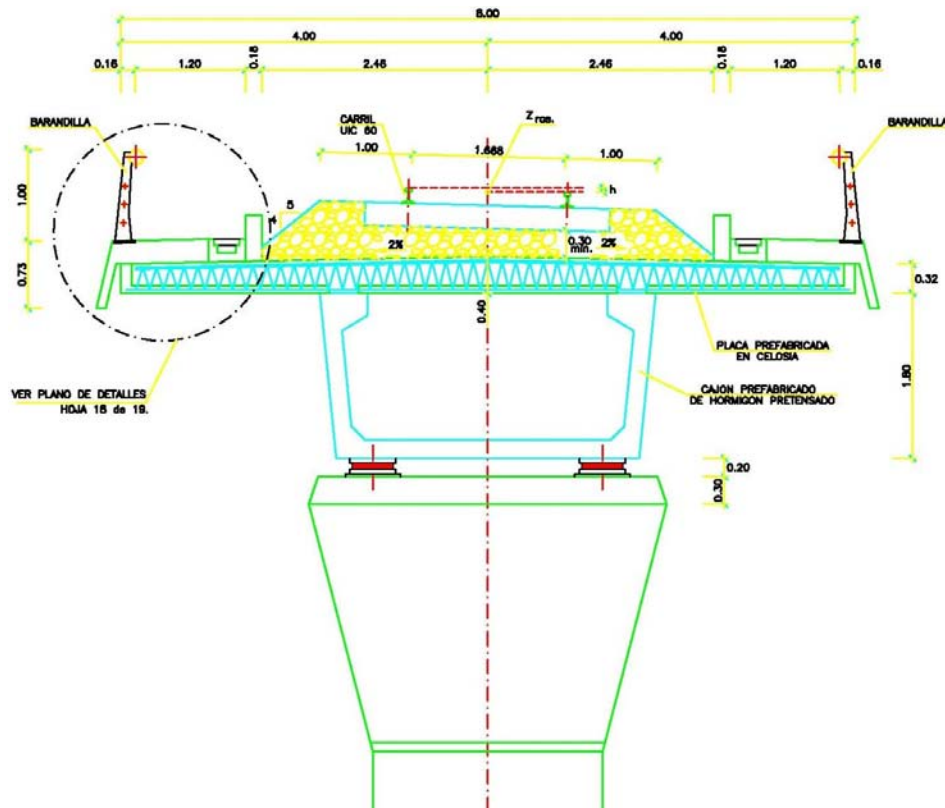 8.00
4.00 4.00
0.16 1.20 0.18 2.46 2.46 0.18 1.20 0.16
BARANDILLA
CARRIL
UIC 60
Z ras.
BARANDILLA
1.00 1.668 1.00
h
1.00
5
4
2%
0.30
min.
2%
0.73
0.32
0.40
PLACA PREFABRICADA
EN CELOSIA
1.80
VER PLANO DE DETALLES
HOJA 16 de 19.
CAJON PREFABRICADO
DE HORMIGON PRETENSADO
0.20
0.30